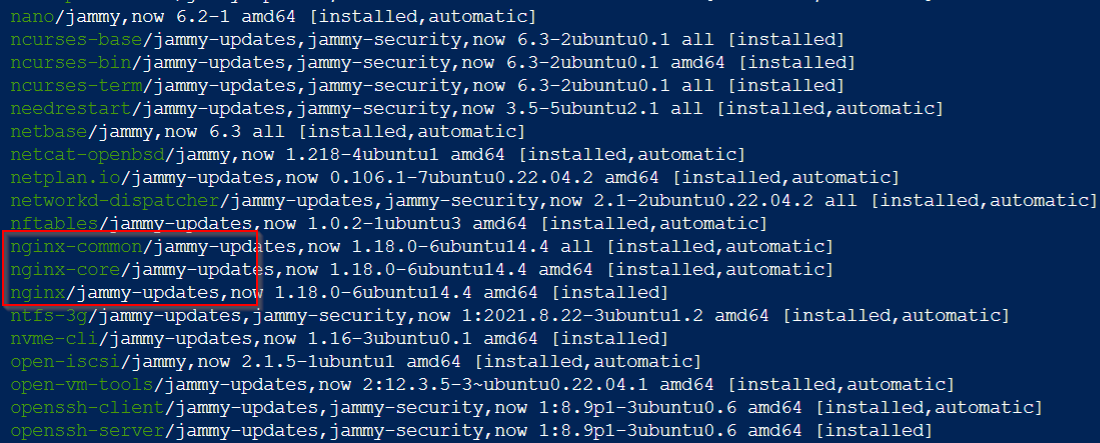 nano/jammy,now 6.2-1 amd64 [installed,automatic]
ncurses-base/jammy-updates,jammy-security,now 6.3-2ubuntu0.1 all [installed]
ncurses-bin/jammy-updates,jammy-security,now 6.3-2ubuntu0.1 amd64 [installed]
ncurses-term/jammy-updates,jammy-security,now 6.3-2ubuntu0.1 all [installed]
needrestart/jammy-updates,jammy-security,now 3.5-5ubuntu2.1 all [installed,automatic]
netbase/jammy,now 6.3 all [installed,automatic]
netcat-openbsd/jammy,now 1.218-4ubuntu1 amd64 [installed,automatic]
netplan.io/jammy-updates,now 0.106.1-7ubuntu0.22.04.2 amd64 [installed,automatic]
networkd-dispatcher/jammy-updates,jammy-security,now 2.1-2ubuntu0.22.04.2 all [installed,automatic]
nftables/jammy,now 1.0.2-1ubuntu3 amd64 [installed,automatic]
nginx-common/jammy-updates,now 1.18.0-6ubuntu14.4 all [installed,automatic]
nginx-core/jammy-updates,now 1.18.0-6ubuntu14.4 amd64 [installed,automatic]
nginx/jammy-updates,now 1.18.0-6ubuntu14.4 amd64 [installed]
ntfs-3g/jammy-updates,jammy-security,now 1:2021.8.22-3ubuntu1.2 amd64 [installed,automatic]
nvme-cli/jammy-updates,now 1.16-3ubuntu0.1 amd64 [installed]
open-iscsi/jammy,now 2.1.5-1ubuntu1 amd64 [installed,automatic]
open-vm-tools/jammy-updates,now 2:12.3.5-3~ubuntu0.22.04.1 amd64 [installed,automatic]
openssh-client/jammy-updates,jammy-security,now 1:8.9p1-3ubuntu0.6 amd64 [installed,automatic]
openssh-server/jammy-updates,jammy-security,now 1:8.9p1-3ubuntu0.6 amd64 [installed]